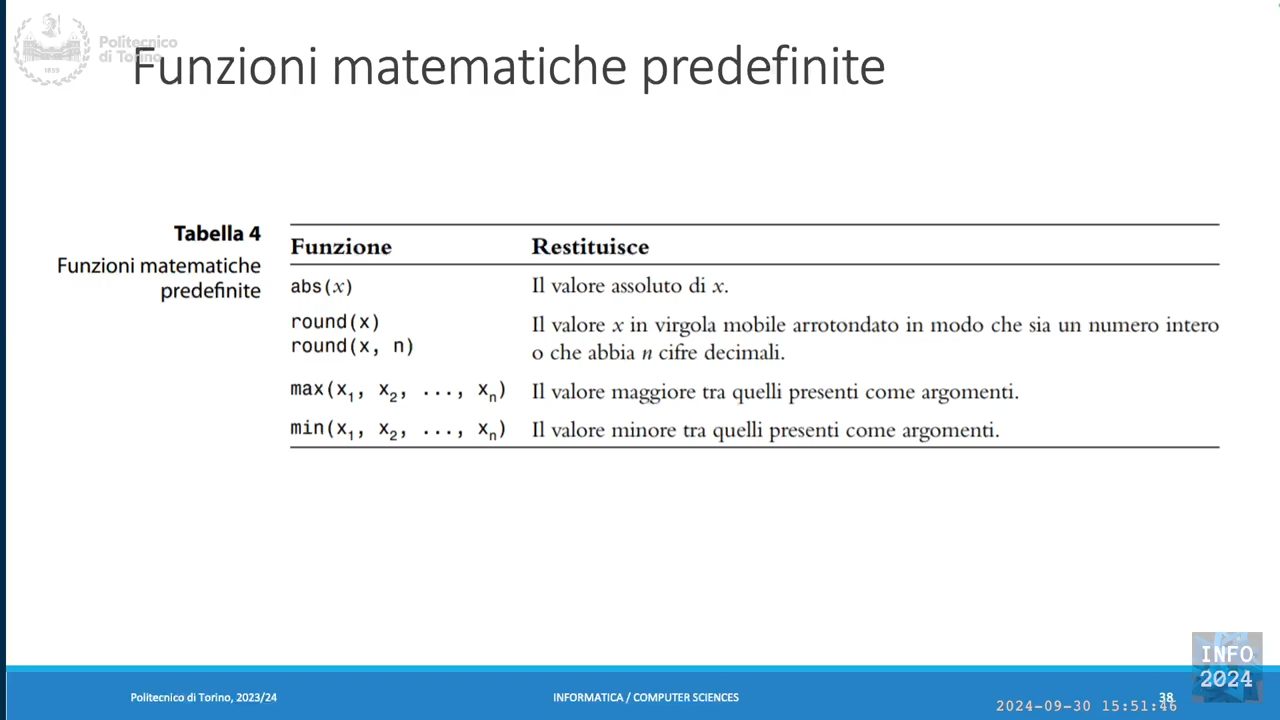 Politecnico
di Torino
1859
Funzioni matematiche predefinite
Tabella 4
Funzioni matematiche
predefinite
Funzione Restituisce
abs(x) Il valore assoluto di x.
round(x)
round(x, n)
Il valore x in virgola mobile arrotondato in modo che sia un numero intero
o che abbia n cifre decimali.
max(x₁, x₂, ..., xₙ) Il valore maggiore tra quelli presenti come argomenti.
min(x₁, x₂, ..., xₙ) Il valore minore tra quelli presenti come argomenti.
Politecnico di Torino, 2023/24
INFORMATICA / COMPUTER SCIENCES
38
2024-09-30 15:51:46
INFO
2024